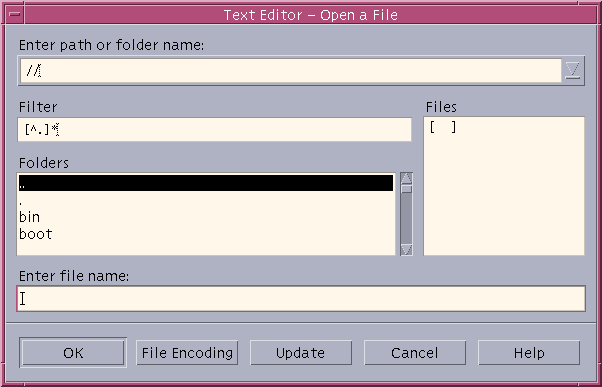 Text Editor – Open a File
Enter path or folder name:
//
Filter
Files
[^.]*
[ ]
Folders
..
.
bin
boot
Enter file name:
OK
File Encoding
Update
Cancel
Help